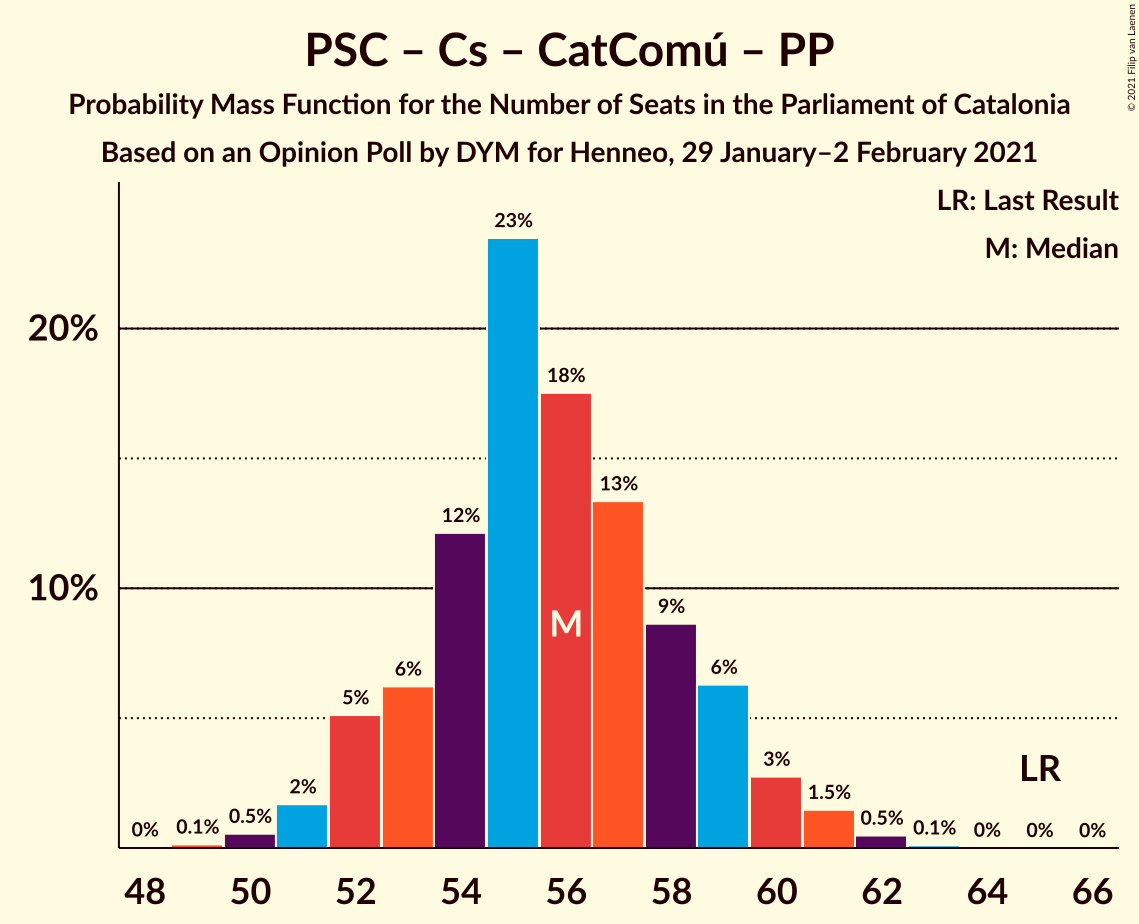 PSC – Cs – CatComú – PP
Probability Mass Function for the Number of Seats in the Parliament of Catalonia
Based on an Opinion Poll by DYM for Henneo, 29 January–2 February 2021
© 2021 Filip van Laenen
LR: Last Result
M: Median
20%
10%
0% 0.1% 0.5% 2% 5% 6% 12% 23% 18% 13% 9% 6% 3% 1.5% 0.5% 0.1% 0% 0% 0%
M
LR
48 50 52 54 56 58 60 62 64 66